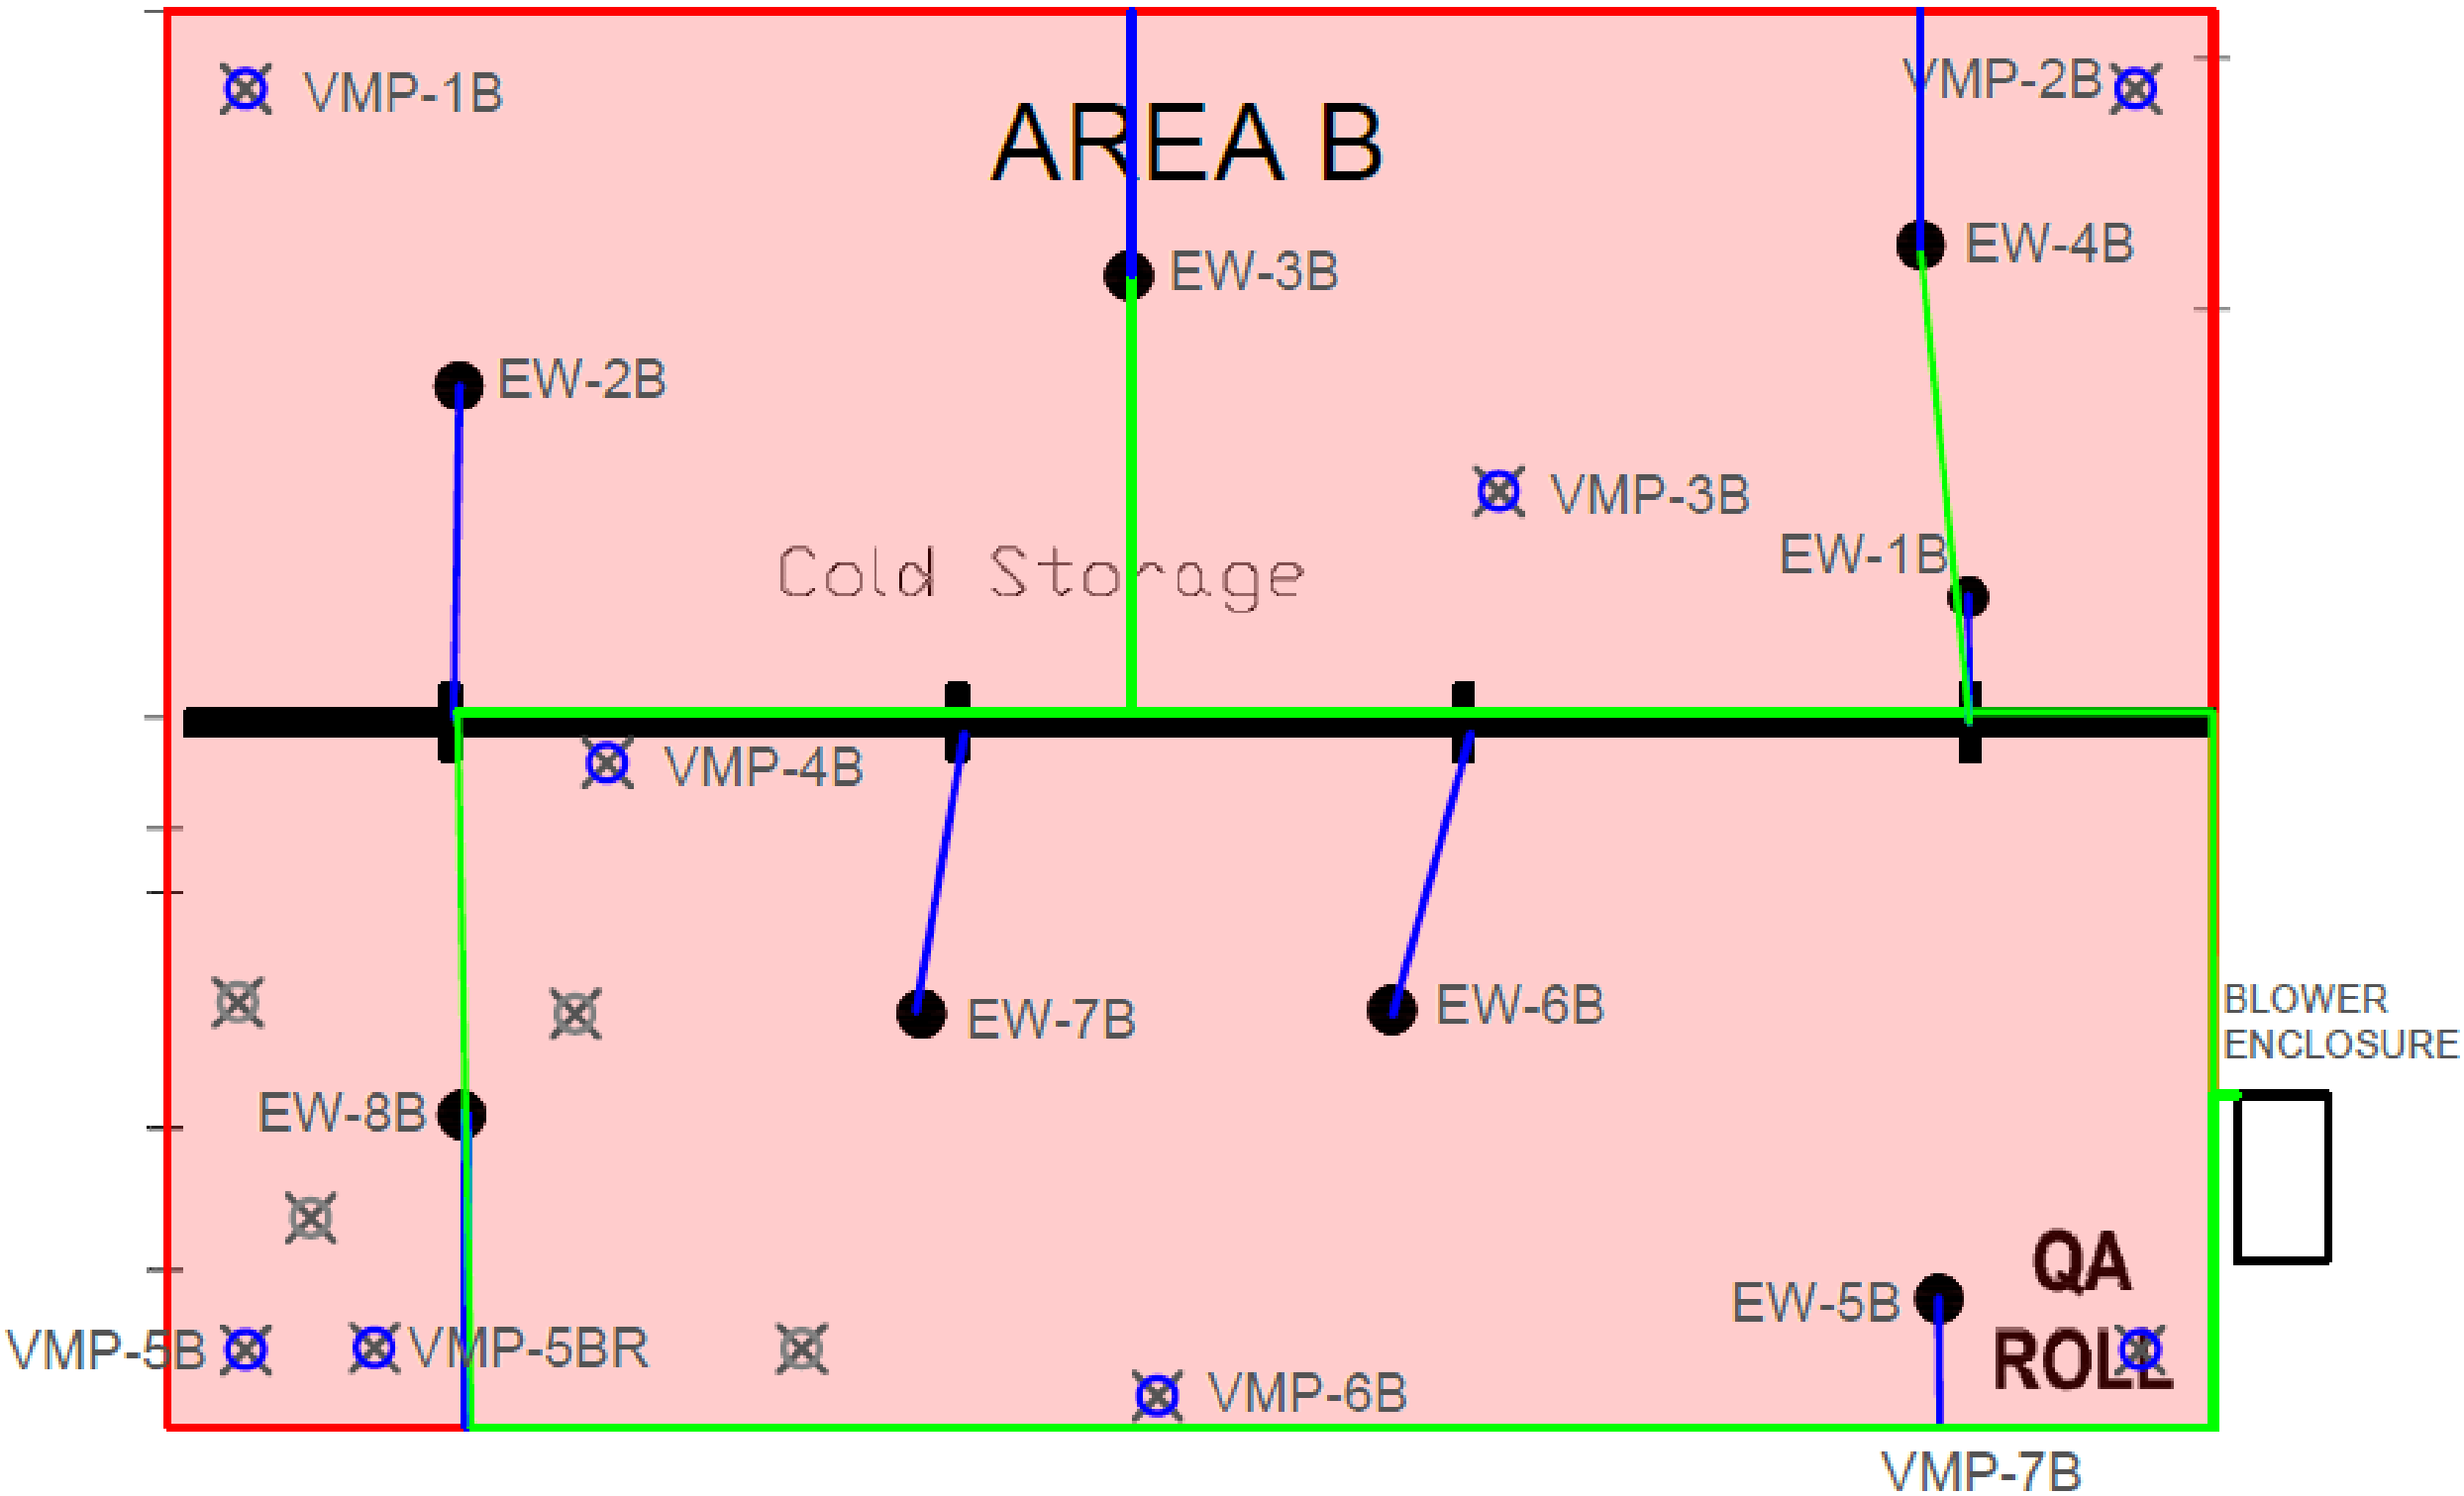 VMP-1B
VMP-2B
AREA B
EW-4B
EW-3B
EW-2B
VMP-3B
EW-1B
Cold Storage
VMP-4B
BLOWER
ENCLOSURE
EW-7B
EW-6B
EW-8B
QA
ROLL
EW-5B
VMP-5B
VMP-5BR
VMP-6B
VMP-7B